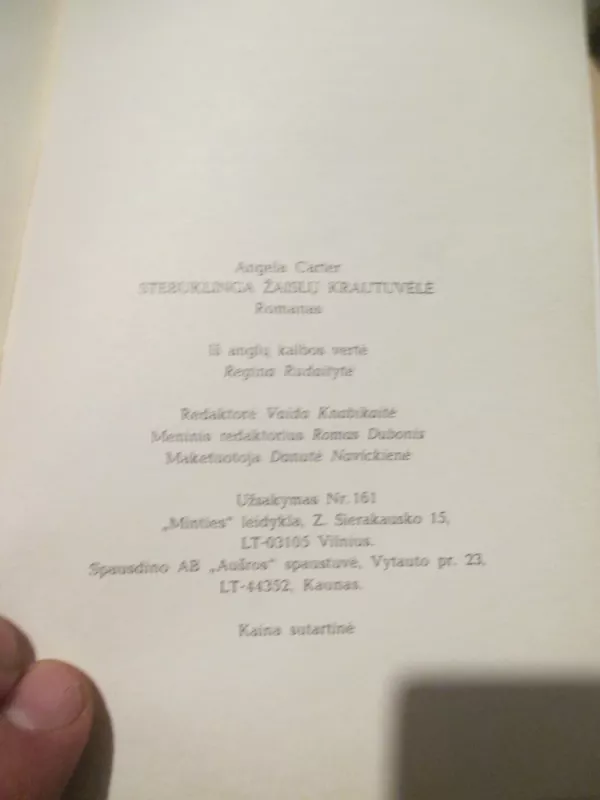 Angela Carter
STEBUKLINGA ŽAISLŲ KRAUTUVĖLĖ
Romanas
Iš anglų kalbos vertė
Regina Rudaitytė
Redaktorė Vaida Knabikaitė
Meninis redaktorius Romas Dubonis
Maketuotoja Danutė Navickienė
Užsakymas Nr. 161
„Minties“ leidykla, Z. Sierakausko 15,
LT-03105 Vilnius.
Spausdino AB „Aušros“ spaustuvė, Vytauto pr. 23,
LT-44352, Kaunas.
Kaina sutartinė